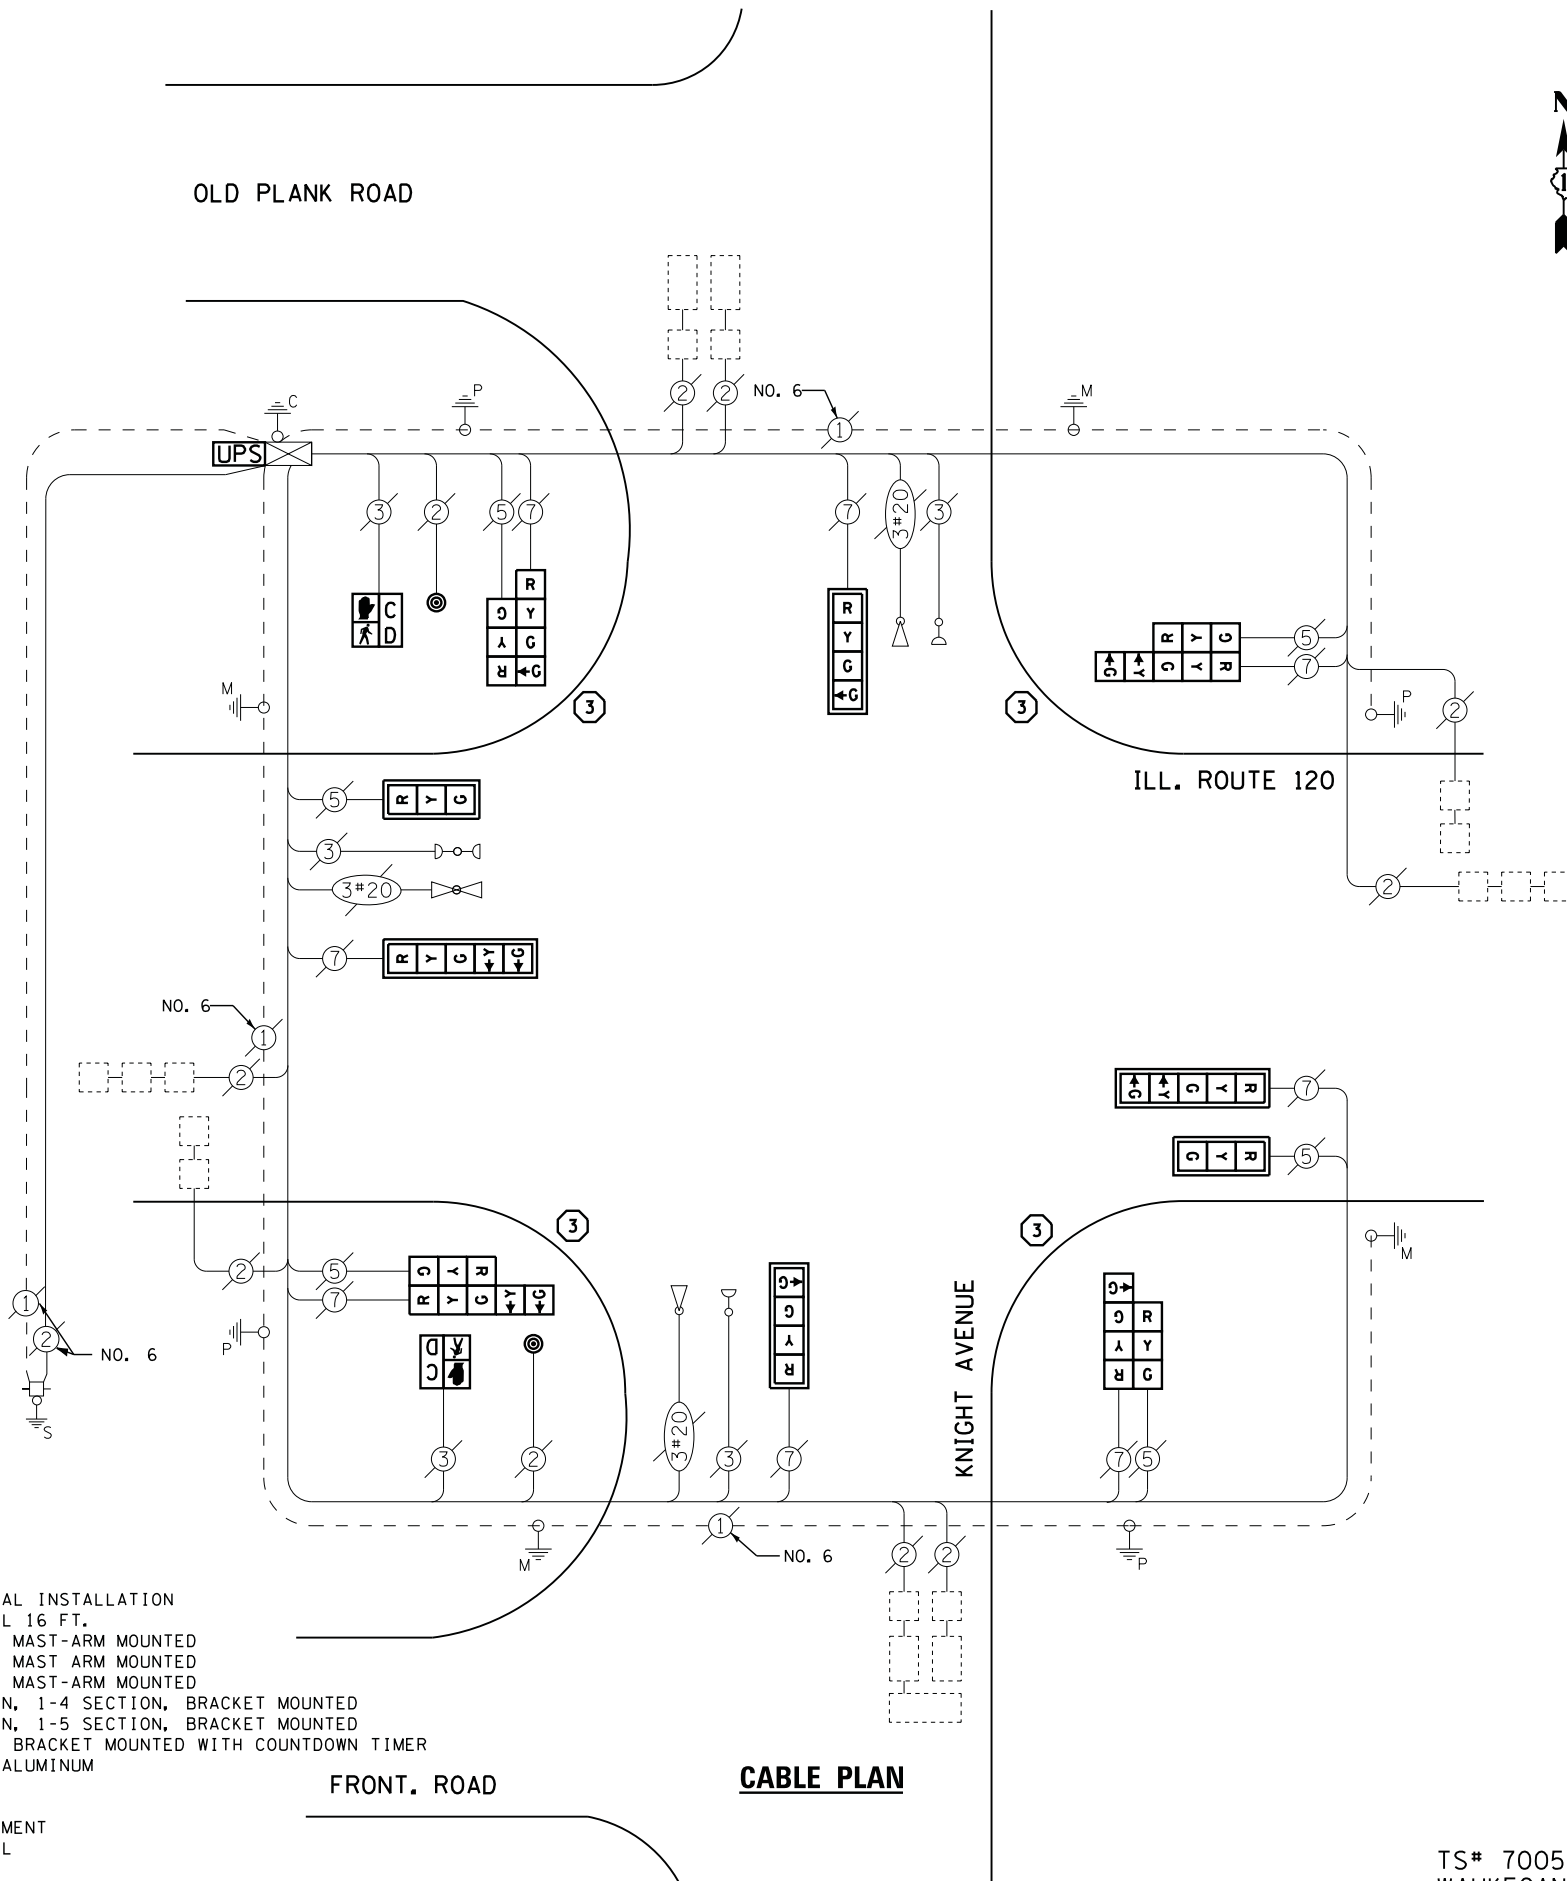 N
1
OLD PLANK ROAD
2 2
NO. 6
1
C
P
M
UPS
3 2 5 7
7 3#20 3
R
G Y
Y G
R G
C
D
R
Y
G
G
R Y G 5
G Y G Y R 7
3
3
M
P
2
ILL. ROUTE 120
5 R Y G
3
3#20
2
7 R Y G Y G
NO. 6
1
2
G Y G Y R 7
G Y R 5
3
3
2 5 G Y R
7 R Y G Y G
P
M
1
2
NO. 6
S
D
C
G
G
Y
R
G
G R
Y Y
R G
KNIGHT AVENUE
3 2 3#20 3 7 7 5
M
1
NO. 6
2 2
P
AL INSTALLATION
L 16 FT.
MAST-ARM MOUNTED
MAST ARM MOUNTED
MAST-ARM MOUNTED
N, 1-4 SECTION, BRACKET MOUNTED
N, 1-5 SECTION, BRACKET MOUNTED
BRACKET MOUNTED WITH COUNTDOWN TIMER
ALUMINUM
FRONT. ROAD
CABLE PLAN
MENT
L
TS# 7005